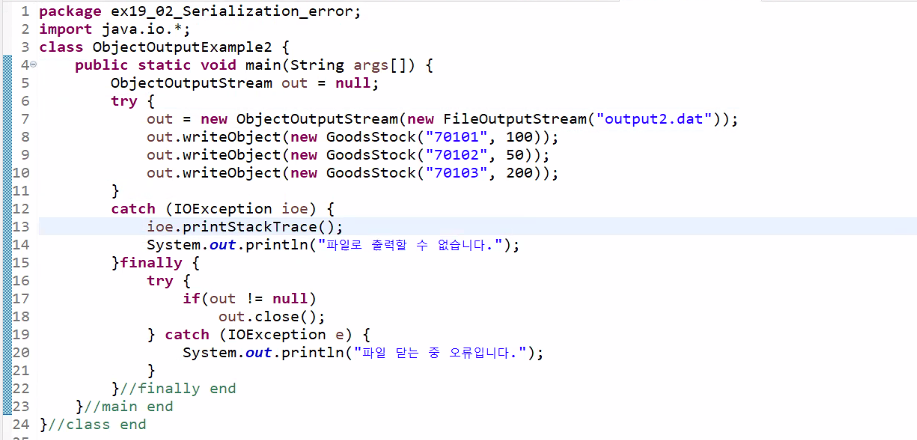 1 package ex19_02_Serialization_error;
2 import java.io.*;
3 class ObjectOutputExample2 {
4 public static void main(String args[]) {
5 ObjectOutputStream out = null;
6 try {
7 out = new ObjectOutputStream(new FileOutputStream("output2.dat"));
8 out.writeObject(new GoodsStock("70101", 100));
9 out.writeObject(new GoodsStock("70102", 50));
10 out.writeObject(new GoodsStock("70103", 200));
11 }
12 catch (IOException ioe) {
13 ioe.printStackTrace();
14 System.out.println("파일로 출력할 수 없습니다.");
15 }finally {
16 try {
17 if(out != null)
18 out.close();
19 } catch (IOException e) {
20 System.out.println("파일 닫는 중 오류입니다.");
21 }
22 }//finally end
23 }//main end
24 }//class end